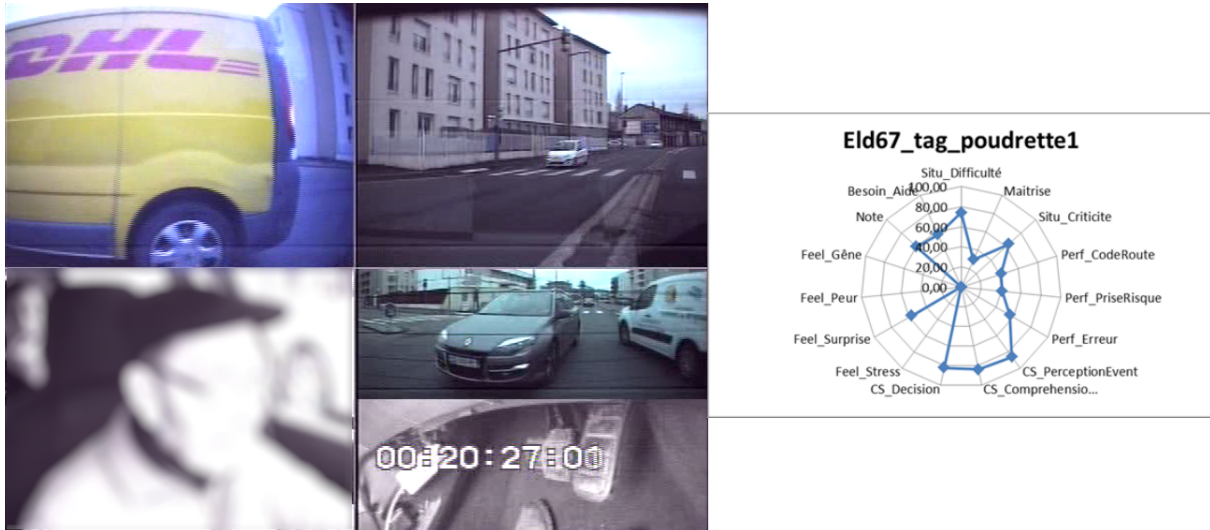 DHL
00:20:27:00
Eld67_tag_poudrette1
Situ_Difficulté
100,00
Besoin_Aide
Maitrise
80,00
Note
Situ_Criticite
60,00
40,00
Feel_Gêne
Perf_CodeRoute
20,00
Feel_Peur
0,00
Perf_PriseRisque
Feel_Surprise
Perf_Erreur
Feel_Stress
CS_PerceptionEvent
CS_Decision
CS_Comprehensio...